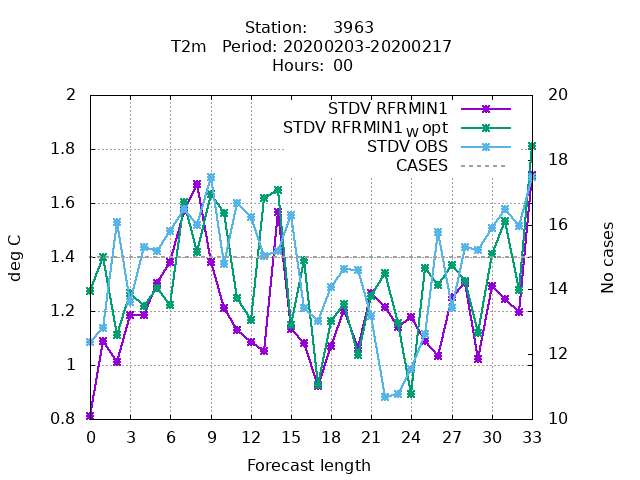 Station:     3963
T2m   Period: 20200203-20200217
Hours:  00
2
1.8
1.6
1.4
1.2
1
0.8
deg C
20
18
16
14
12
10
No cases
STDV RFRMIN1
STDV RFRMIN1_W opt
STDV OBS
CASES
0 3 6 9 12 15 18 21 24 27 30 33
Forecast length